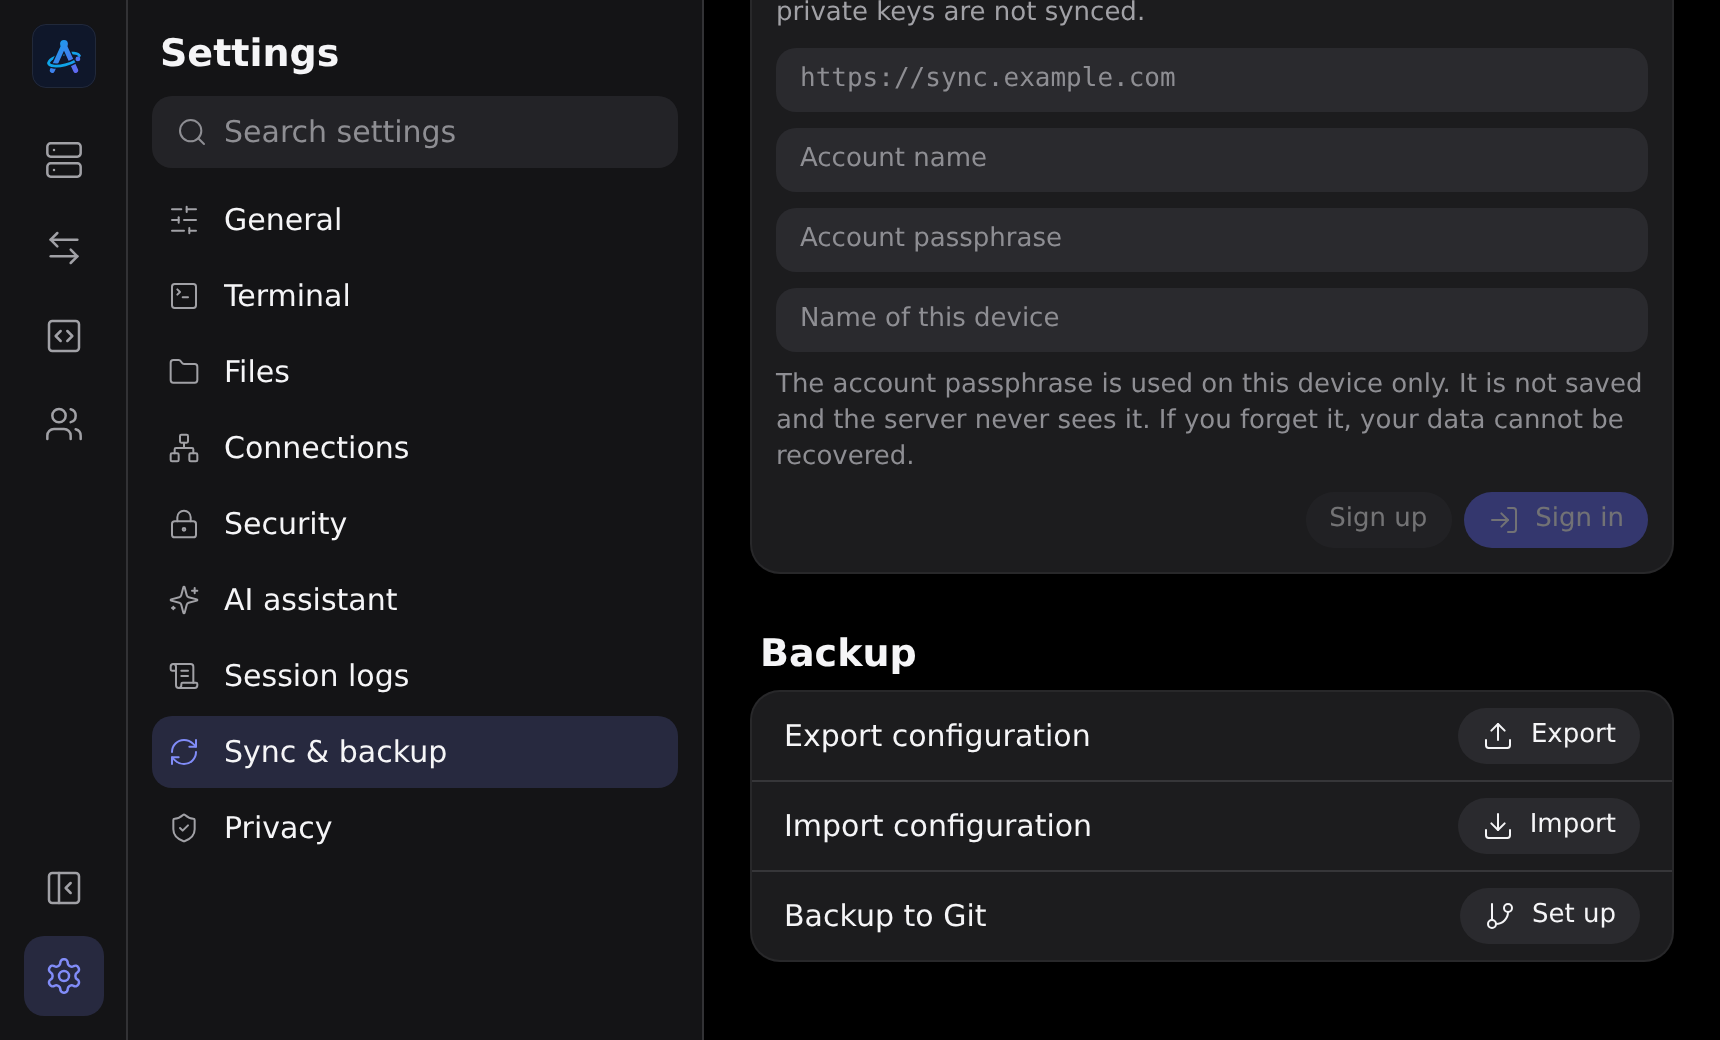 Settings
Search settings
General
Terminal
Files
Connections
Security
AI assistant
Session logs
Sync & backup
Privacy
private keys are not synced.
https://sync.example.com
Account name
Account passphrase
Name of this device
The account passphrase is used on this device only. It is not saved
and the server never sees it. If you forget it, your data cannot be
recovered.
Sign up
Sign in
Backup
Export configuration
Export
Import configuration
Import
Backup to Git
Set up